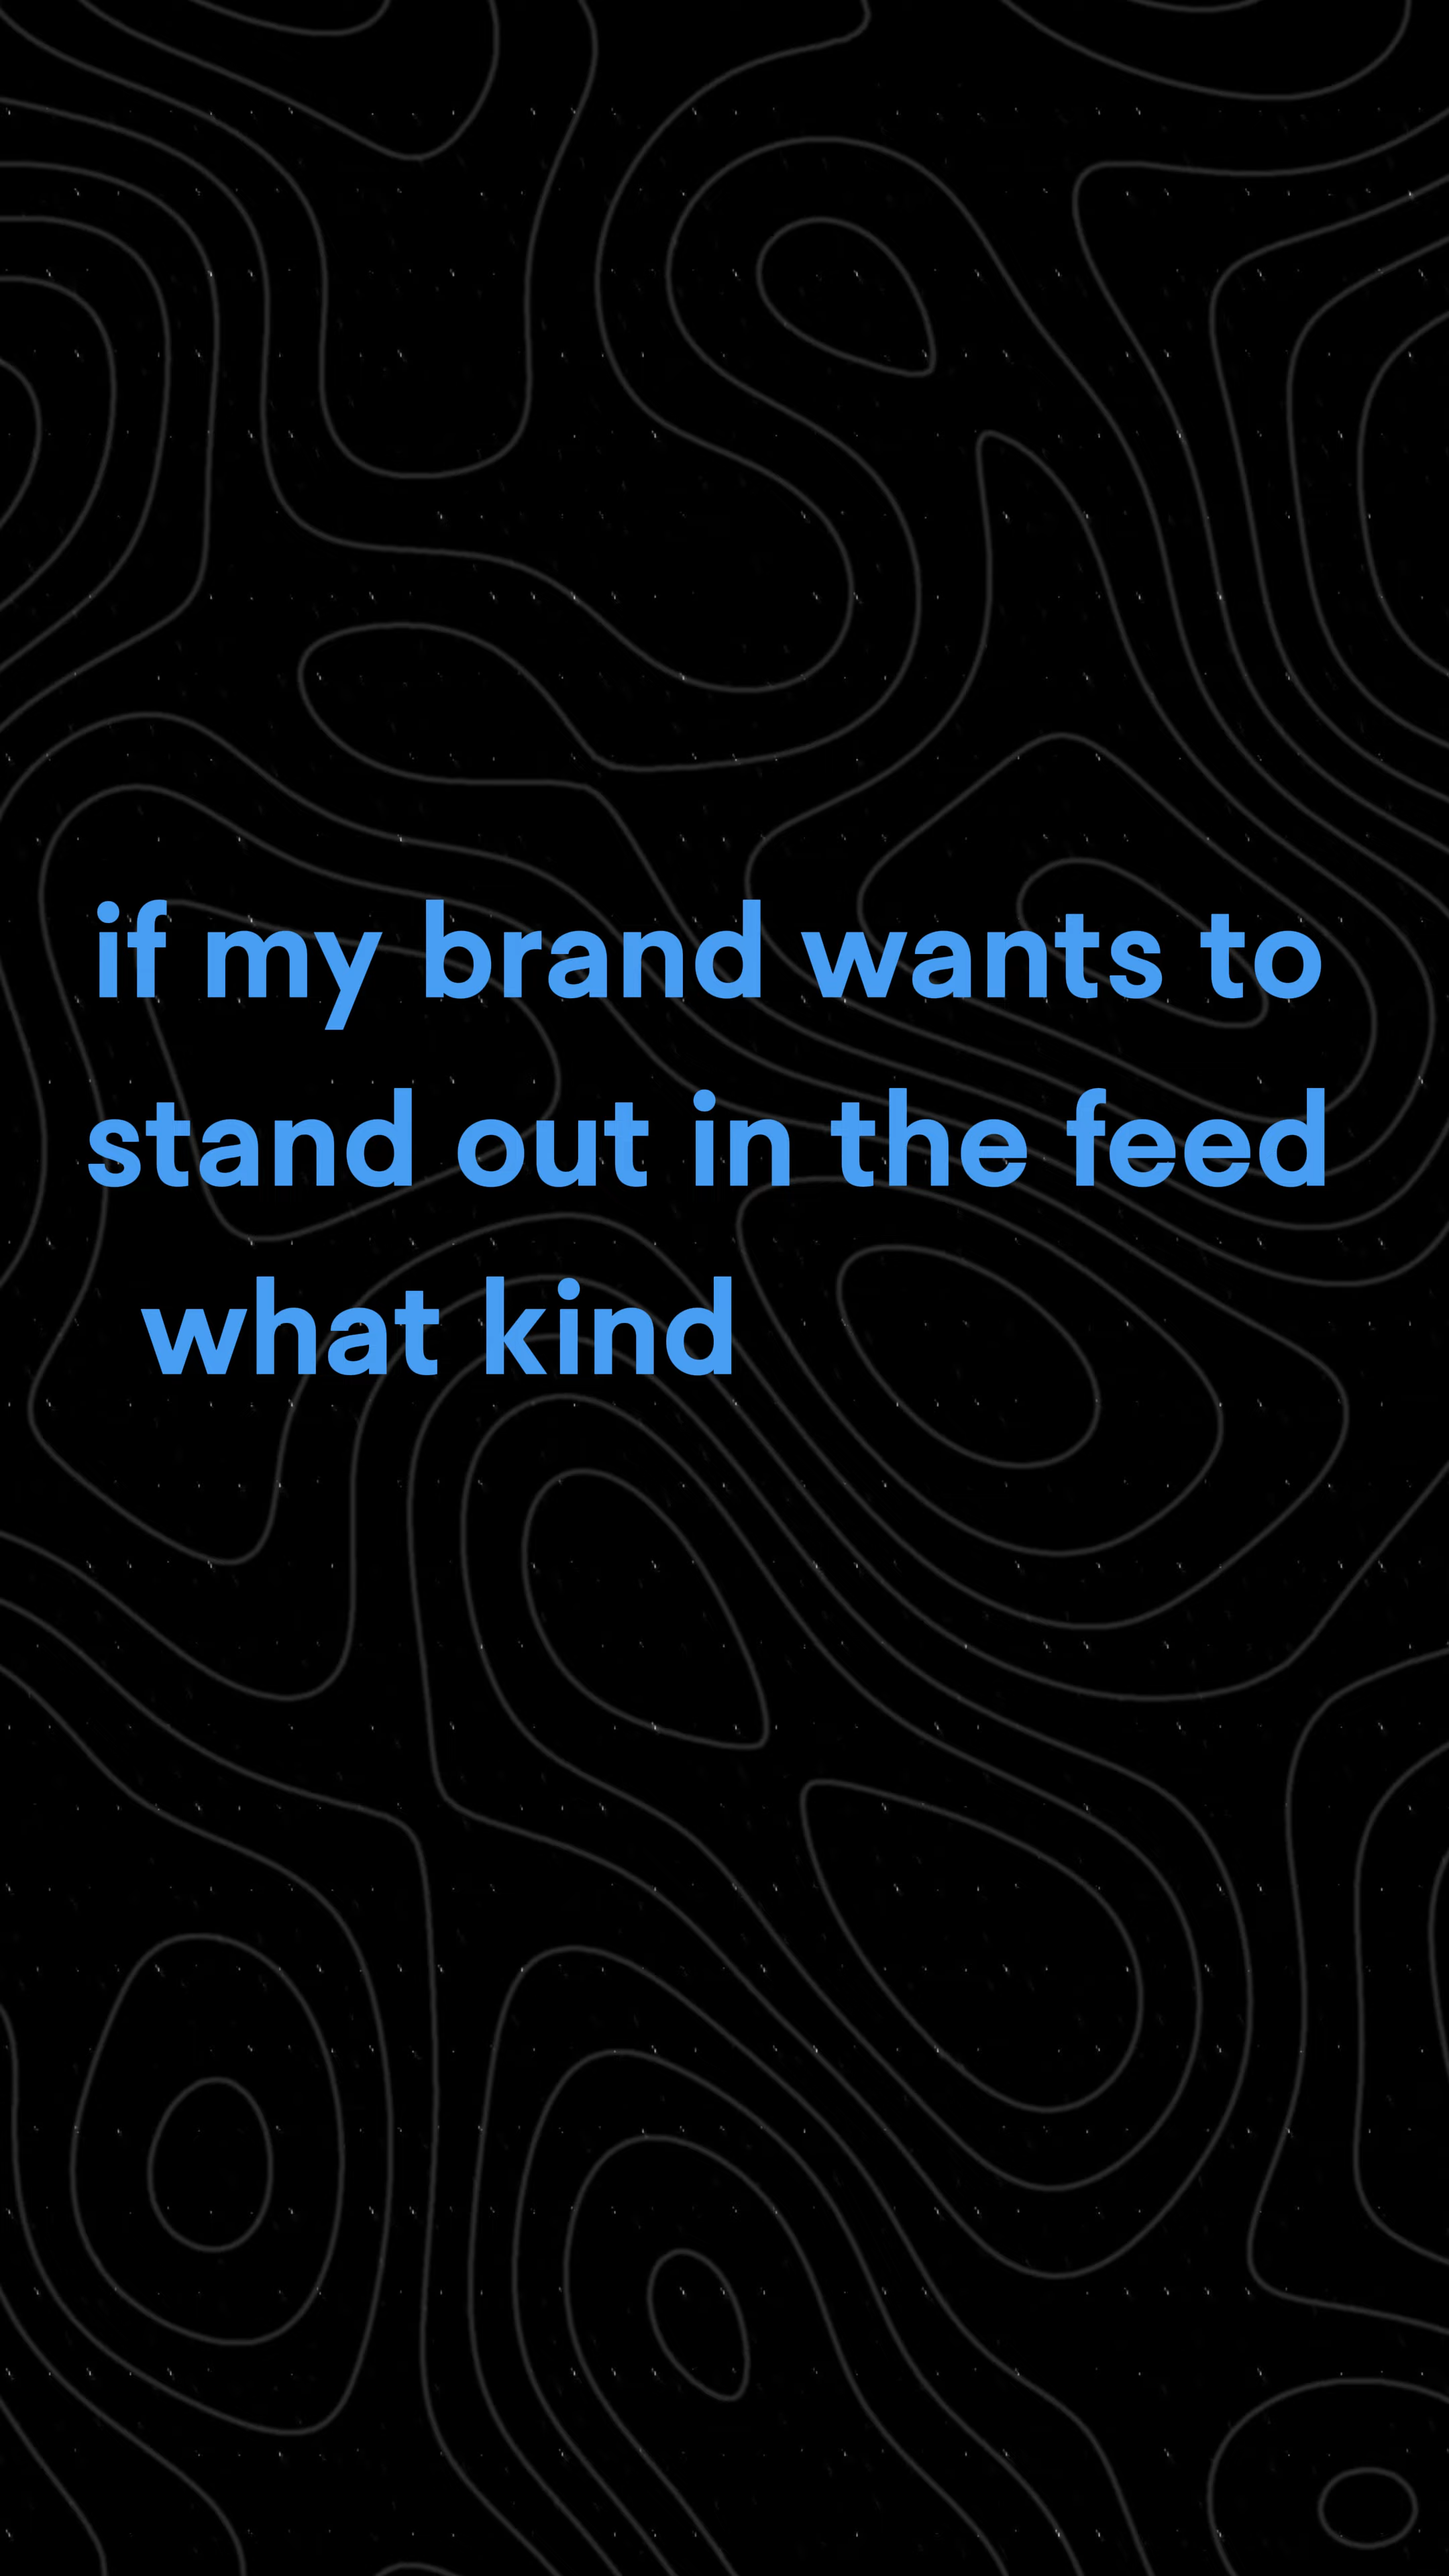 if my brand wants to
stand out in the feed
what kind